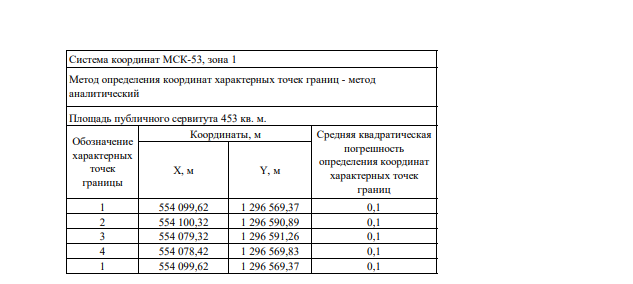 Система координат МСК-53, зона 1
Метод определения координат характерных точек границ - метод
аналитический
Площадь публичного сервитута 453 кв. м.
Обозначение характерных точек границы
Координаты, м
Средняя квадратическая погрешность определения координат характерных точек границ
X, м
Y, м
1 554 099,62 1 296 569,37 0,1
2 554 100,32 1 296 590,89 0,1
3 554 079,32 1 296 591,26 0,1
4 554 078,42 1 296 569,83 0,1
1 554 099,62 1 296 569,37 0,1